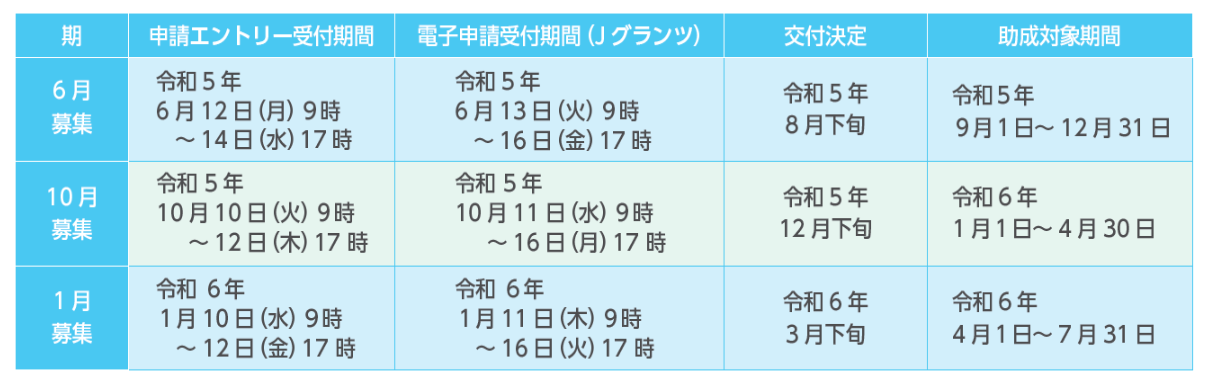 期 申請エントリー受付期間 電子申請受付期間（Jグランツ） 交付決定 助成対象期間
6月
募集
令和5年
6月12日（月）9時
～14日（水）17時
令和5年
6月13日（火）9時
～16日（金）17時
令和5年
8月下旬
令和5年
9月1日～12月31日
10月
募集
令和5年
10月10日（火）9時
～12日（木）17時
令和5年
10月11日（水）9時
～16日（月）17時
令和5年
12月下旬
令和6年
1月1日～4月30日
1月
募集
令和6年
1月10日（水）9時
～12日（金）17時
令和6年
1月11日（木）9時
～16日（火）17時
令和6年
3月下旬
令和6年
4月1日～7月31日